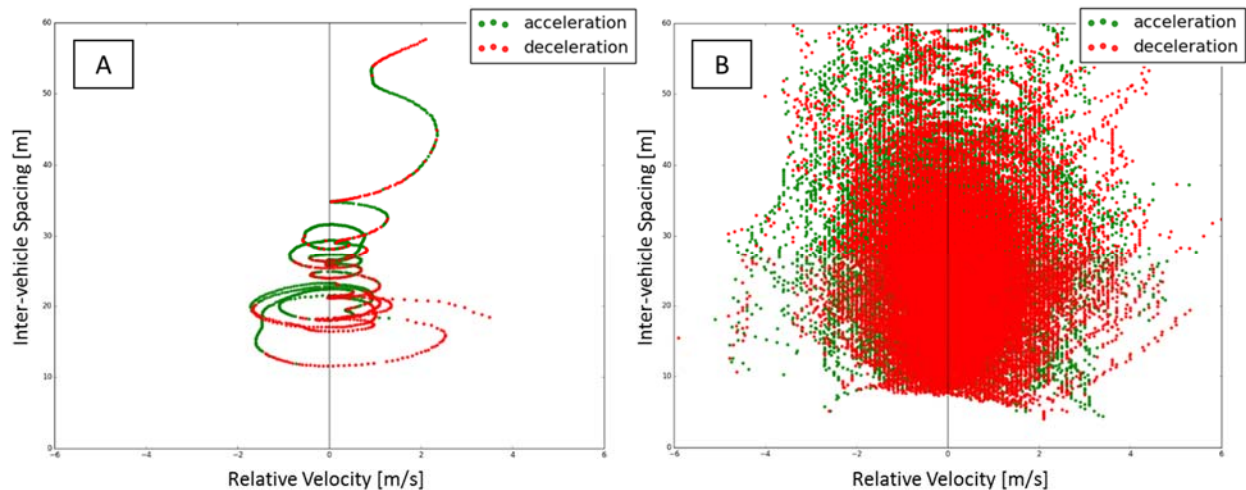 acceleration
deceleration
A
60
50
40
30
20
10
0
Inter-vehicle Spacing [m]
−6
−4
−2
0
2
4
6
Relative Velocity [m/s]
acceleration
deceleration
B
60
50
40
30
20
10
0
Inter-vehicle Spacing [m]
−6
−4
−2
0
2
4
6
Relative Velocity [m/s]